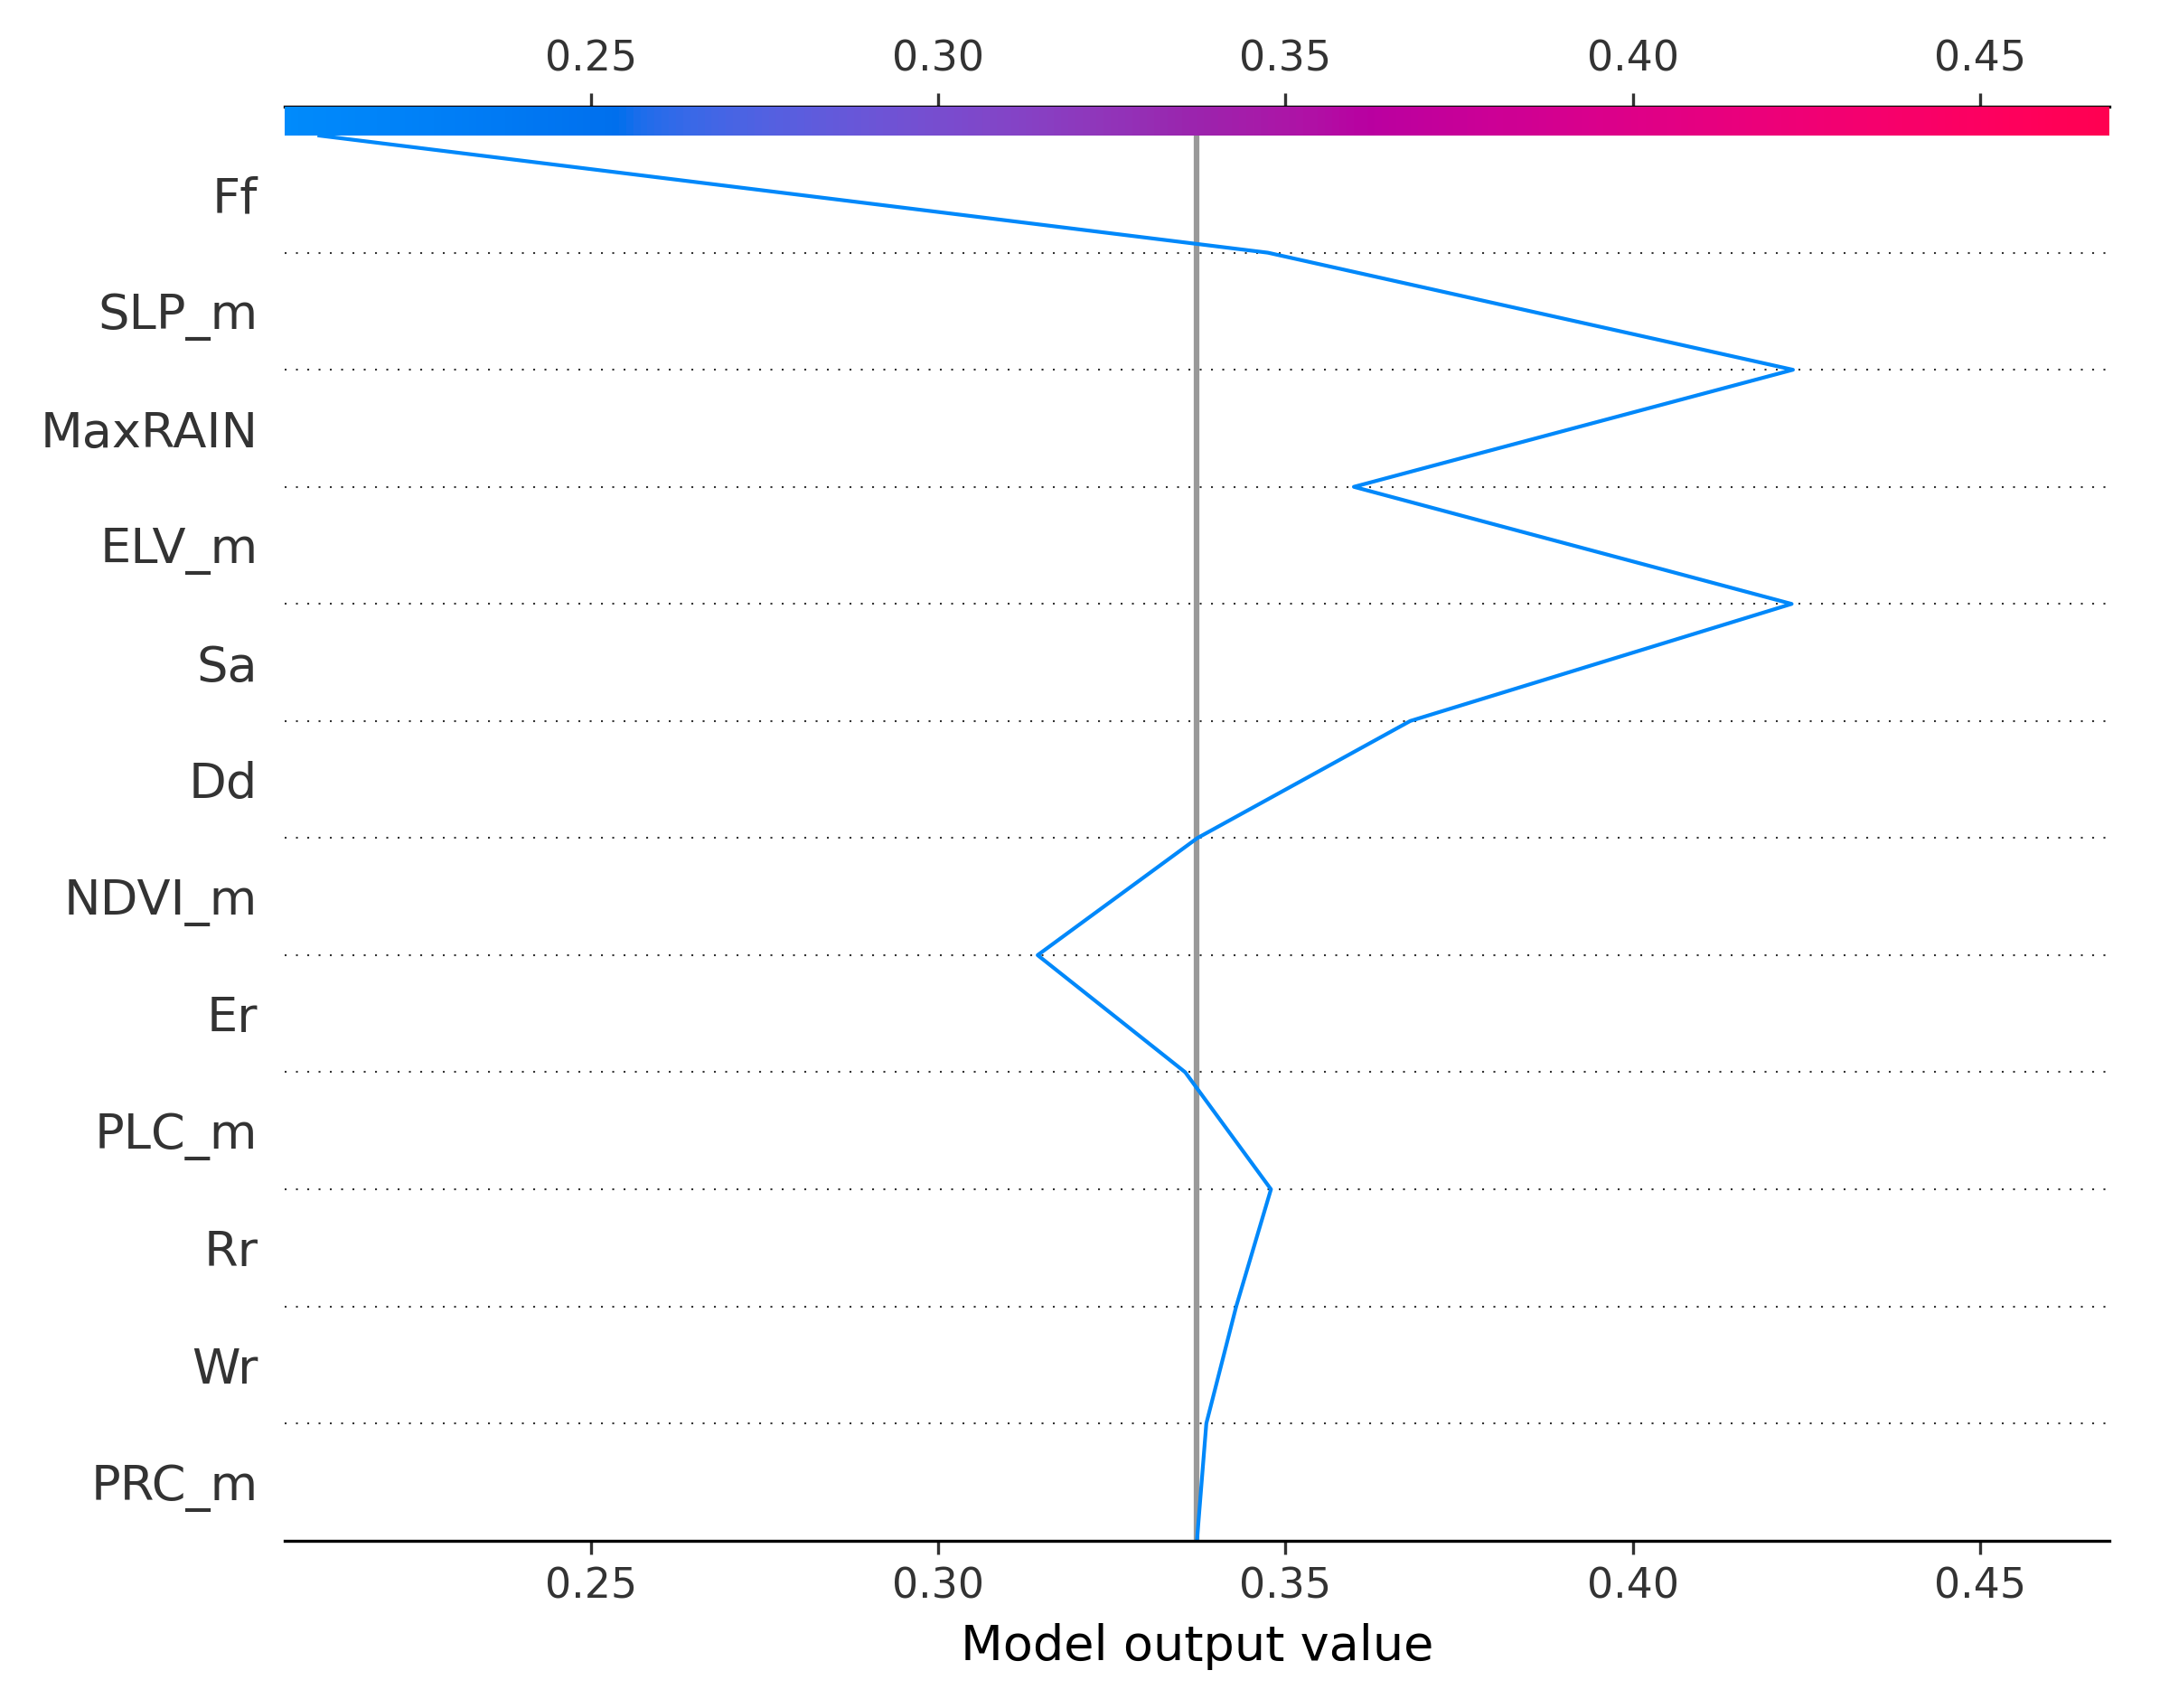 0.25 0.30 0.35 0.40 0.45
Ff
SLP_m
MaxRAIN
ELV_m
Sa
Dd
NDVI_m
Er
PLC_m
Rr
Wr
PRC_m
0.25 0.30 0.35 0.40 0.45
Model output value